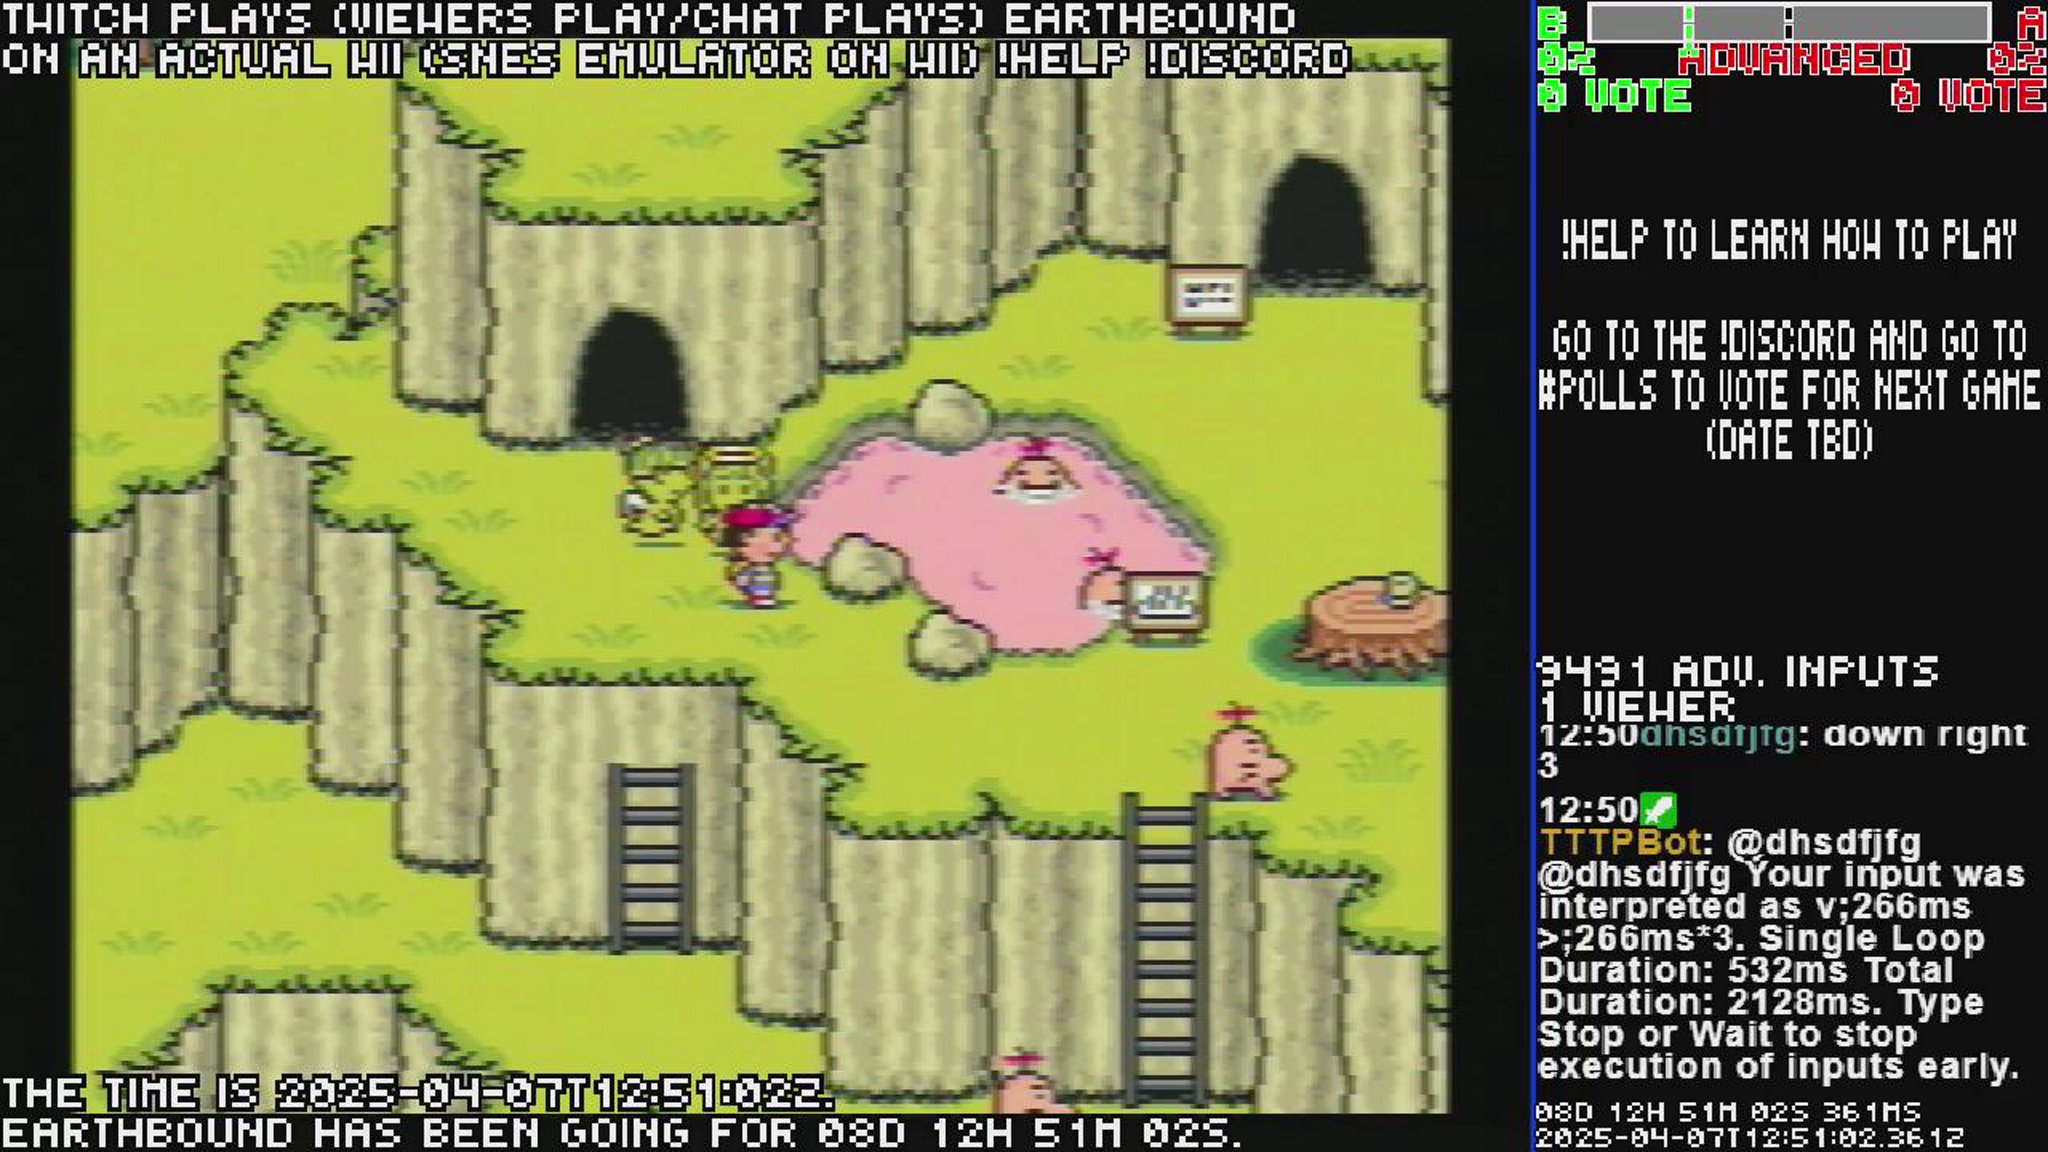 TWITCH PLAYS (VIEWERS PLAY/CHAT PLAYS) EARTHBOUND
ON AN ACTUAL WII (SNES EMULATOR ON WII) !HELP !DISCORD
B A
0% ADVANCED 0%
0 VOTE 0 VOTE
!HELP TO LEARN HOW TO PLAY
GO TO THE !DISCORD AND GO TO
#POLLS TO VOTE FOR NEXT GAME
(DATE TBD)
9491 ADV. INPUTS
1 VIEWER
12:50dhsdfjfg: down right
3
12:50
TTTPBot: @dhsdfjfg
@dhsdfjfg Your input was
interpreted as v;266ms
>;266ms*3. Single Loop
Duration: 532ms Total
Duration: 2128ms. Type
Stop or Wait to stop
execution of inputs early.
08D 12H 51M 02S 361MS
2025-04-07T12:51:02.361Z
THE TIME IS 2025-04-07T12:51:02Z.
EARTHBOUND HAS BEEN GOING FOR 08D 12H 51M 02S.